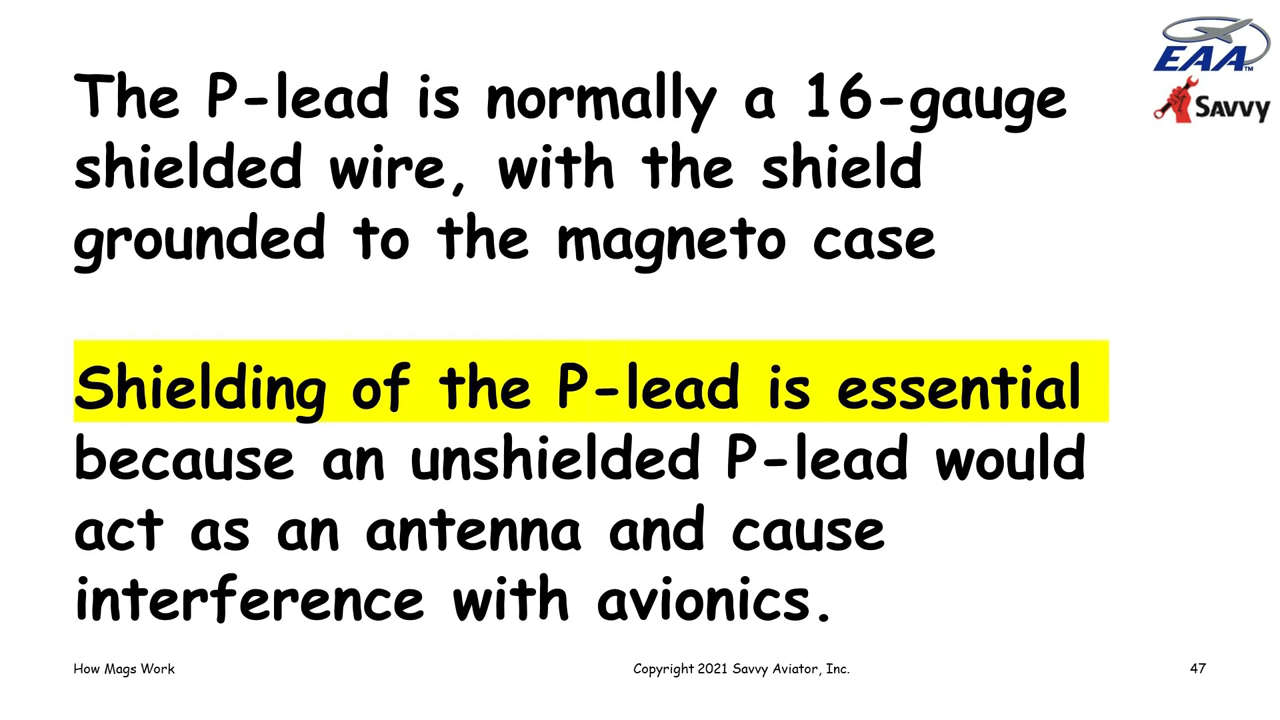 EAA™
SAVVY
The P-lead is normally a 16-gauge
shielded wire, with the shield
grounded to the magneto case
Shielding of the P-lead is essential
because an unshielded P-lead would
act as an antenna and cause
interference with avionics.
How Mags Work
Copyright 2021 Savvy Aviator, Inc.
47